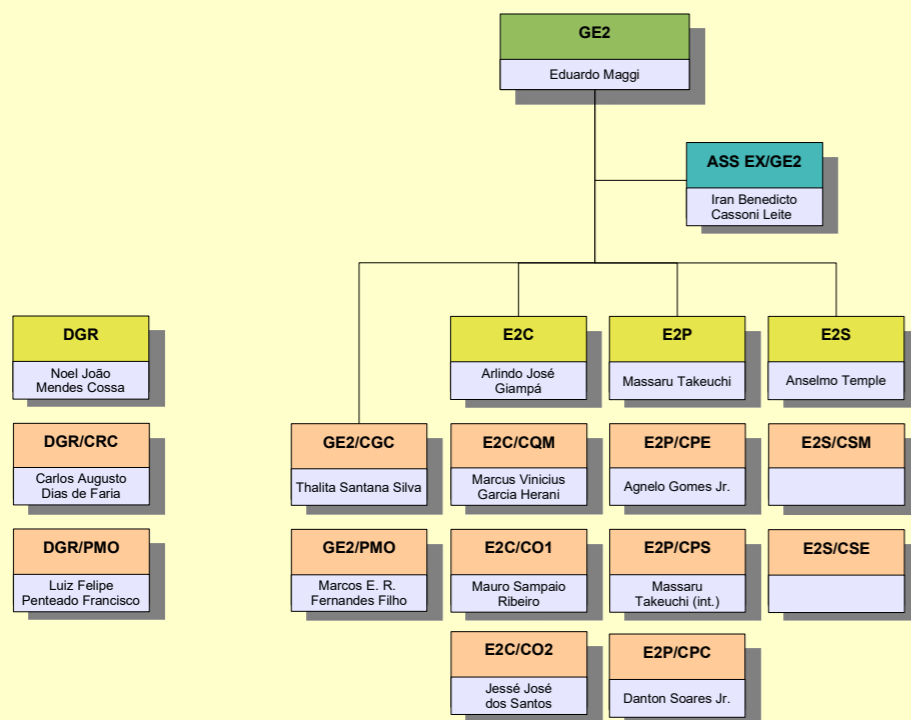 GE2
Eduardo Maggi
ASS EX/GE2
Iran Benedicto
Cassoni Leite
DGR
Noel João
Mendes Cossa
E2C
Arlindo José
Giampá
E2P
Massaru Takeuchi
E2S
Anselmo Temple
DGR/CRC
Carlos Augusto
Dias de Faria
GE2/CGC
Thalita Santana Silva
E2C/CQM
Marcus Vinicius
Garcia Herani
E2P/CPE
Agnelo Gomes Jr.
E2S/CSM
DGR/PMO
Luiz Felipe
Penteado Francisco
GE2/PMO
Marcos E. R.
Fernandes Filho
E2C/CO1
Mauro Sampaio
Ribeiro
E2P/CPS
Massaru
Takeuchi (int.)
E2S/CSE
E2C/CO2
Jessé José
dos Santos
E2P/CPC
Danton Soares Jr.